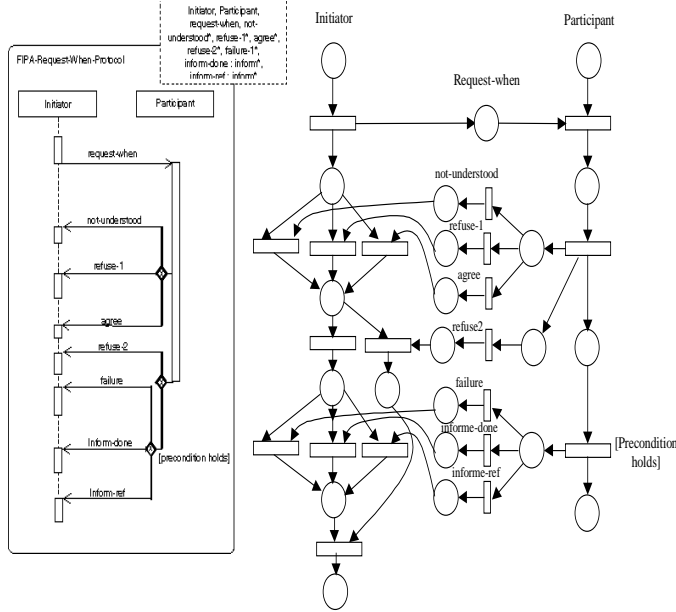 Initiator, Participant,
request-when, not-
understood*, refuse-1*, agree*,
refuse-2*, failure-1*,
inform-done : inform*,
inform-ref : inform*
FIPA-Request-When-Protocol
Initiator
Participant
request-when
not-understood
refuse-1
agree
refuse-2
failure
Inform-done
[precondition holds]
Inform-ref
Initiator
Participant
Request-when
not-understood
refuse-1
agree
refuse2
failure
informe-done
informe-ref
[Precondition
holds]